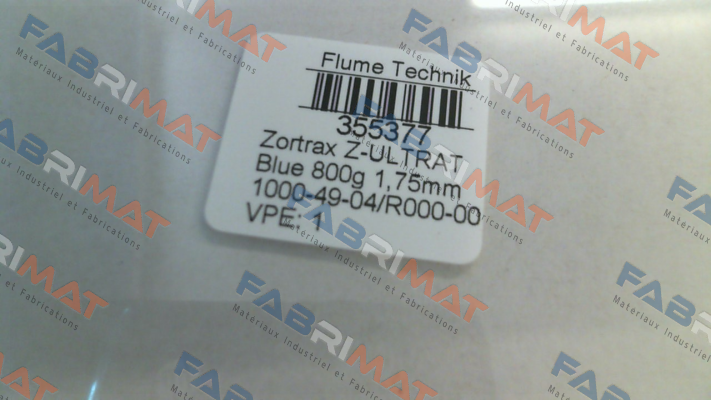 Flume Technik
355377
Zortrax Z-ULTRAT
Blue 800g 1,75mm
1000-49-04/R000-00
VPE: 1
FABRIMAT
Matériaux Industriel et Fabrications